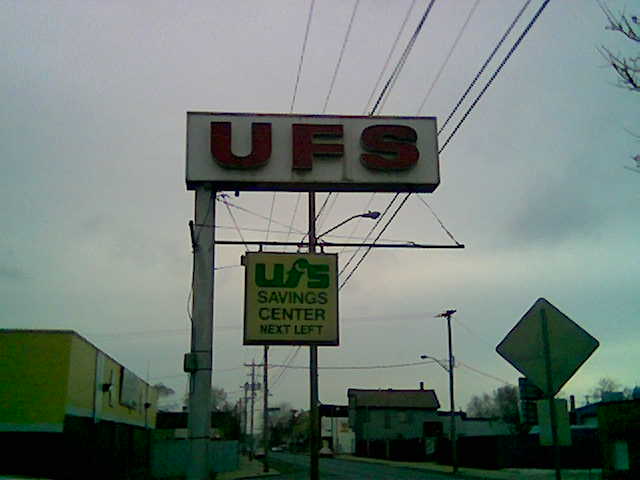 UFS
ufs
SAVINGS
CENTER
NEXT LEFT